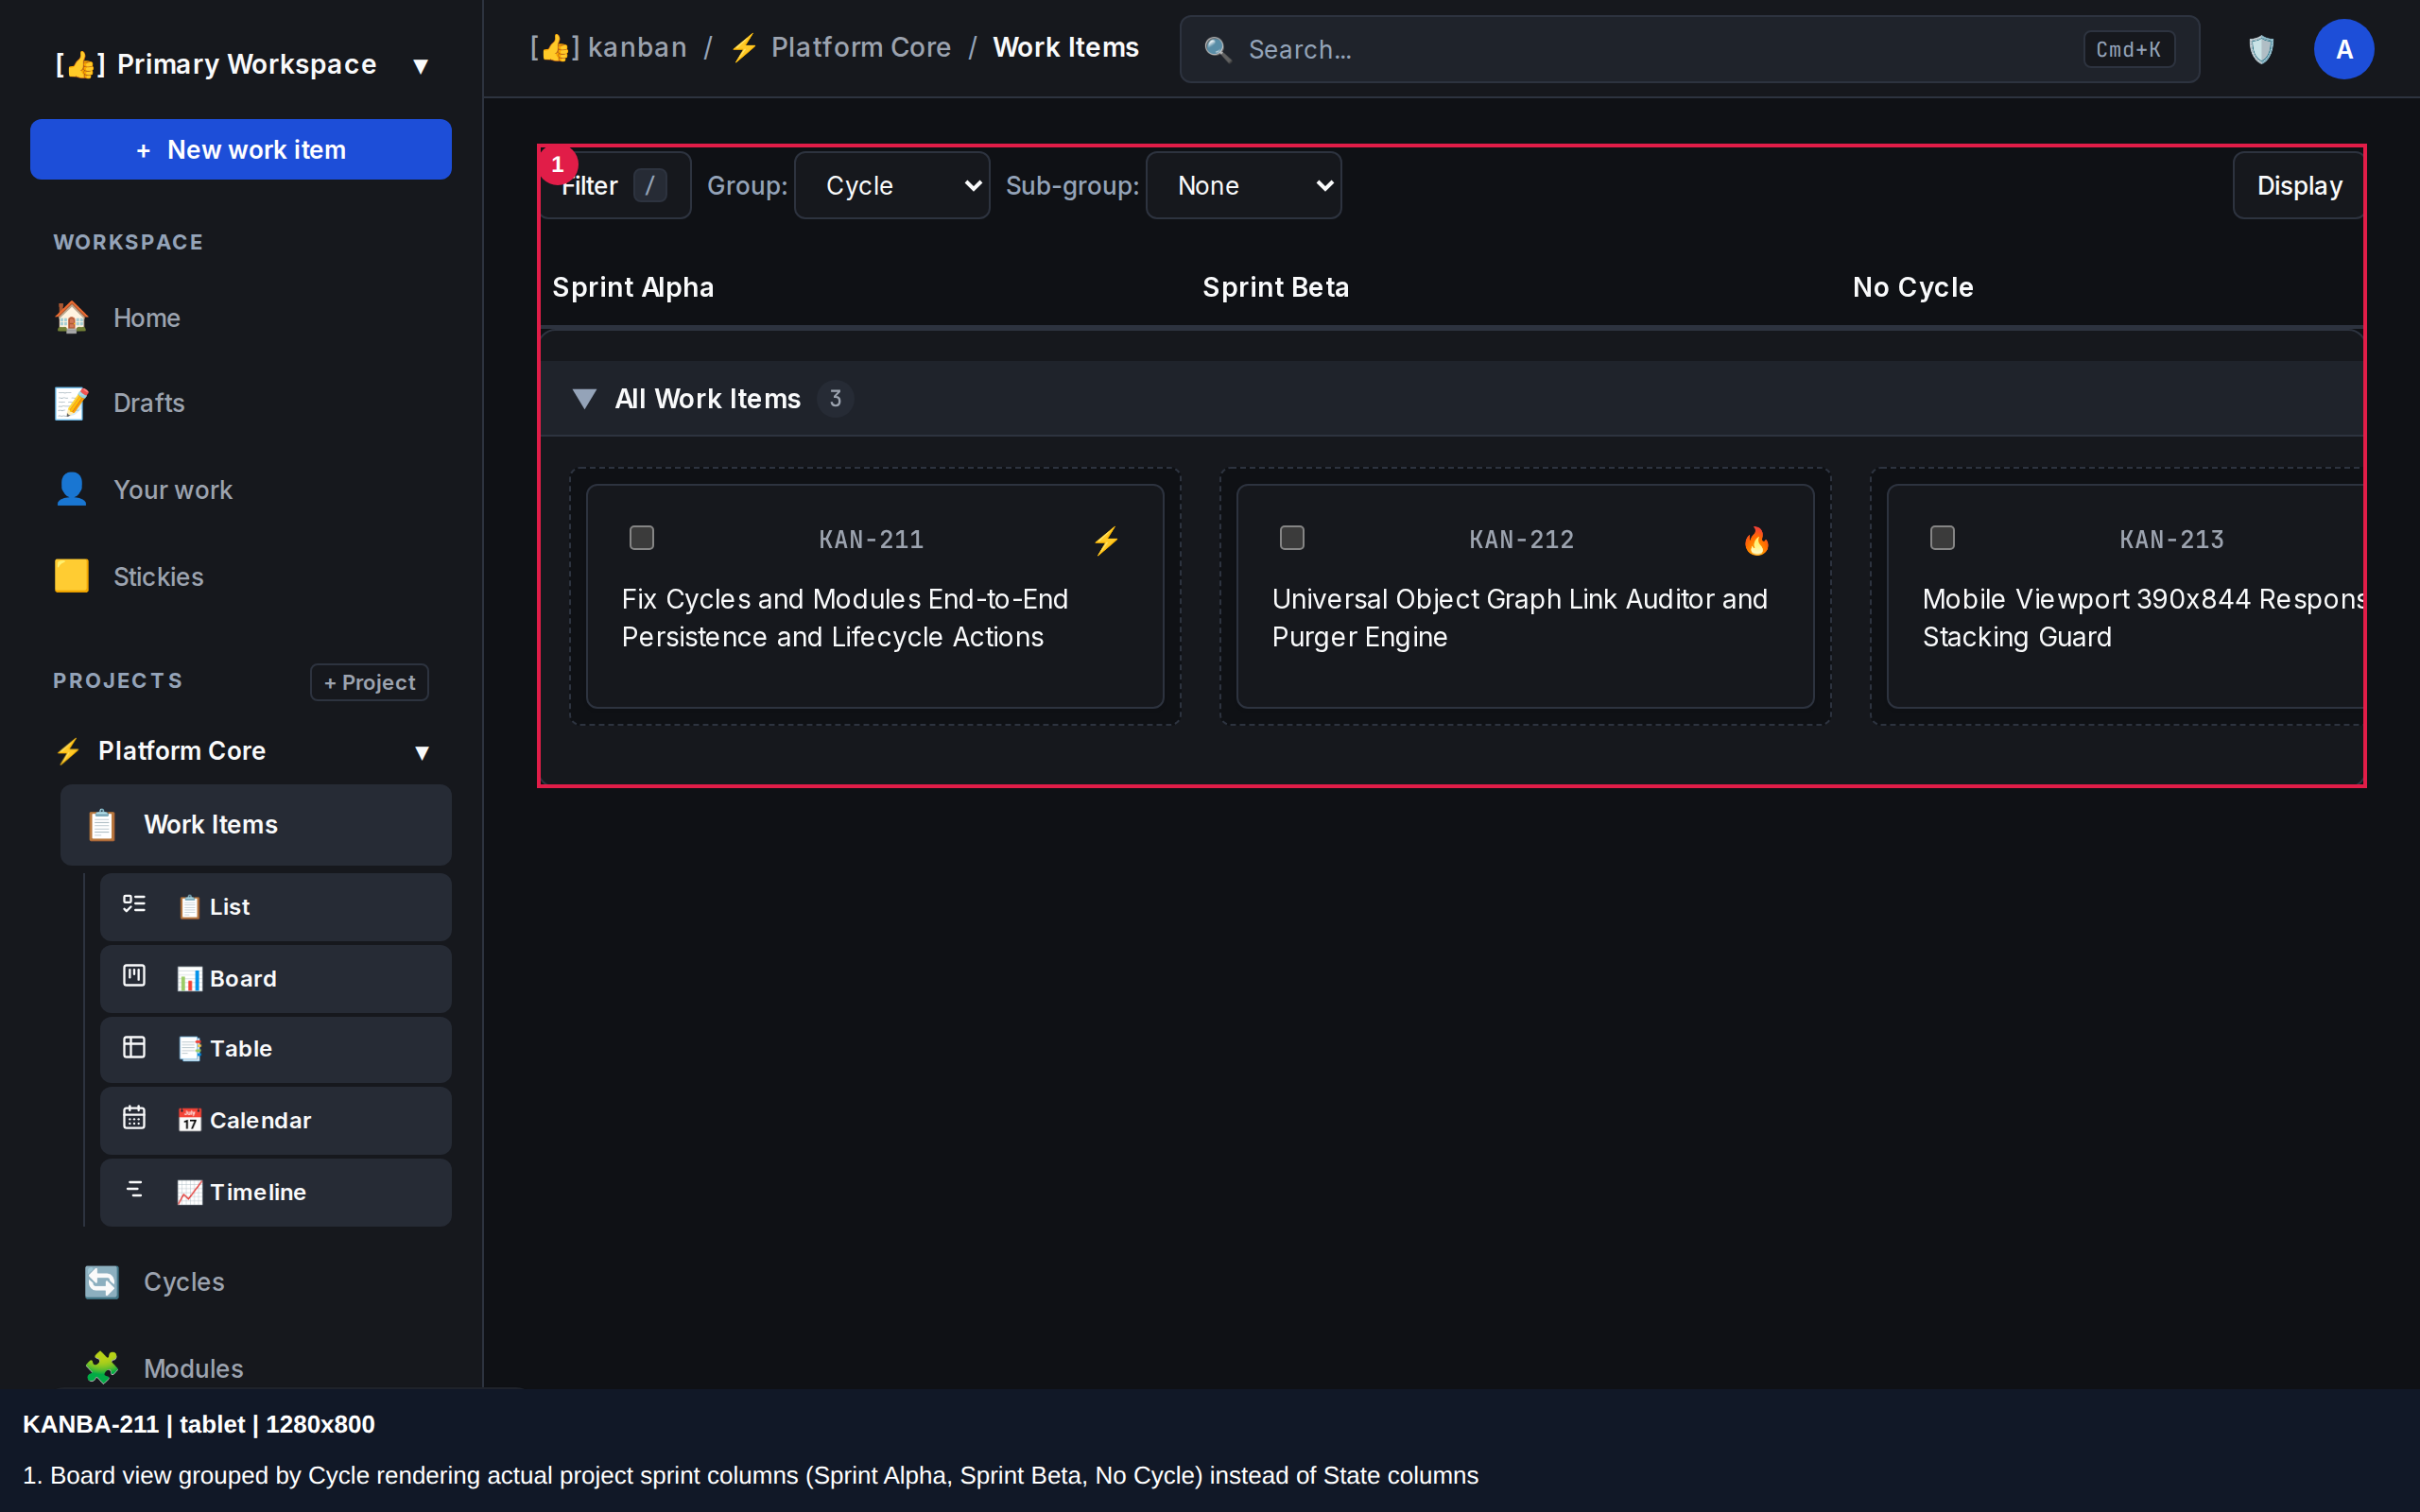 [👍] Primary Workspace ▼
+ New work item
WORKSPACE
Home
Drafts
Your work
Stickies
PROJECTS
+ Project
Platform Core ▼
Work Items
List
Board
Table
Calendar
Timeline
Cycles
Modules
[👍] kanban / ⚡ Platform Core / Work Items
Search...
Cmd+K
A
1
Filter /
Group: Cycle
Sub-group: None
Display
Sprint Alpha
Sprint Beta
No Cycle
▼ All Work Items 3
KAN-211
Fix Cycles and Modules End-to-End
Persistence and Lifecycle Actions
KAN-212
Universal Object Graph Link Auditor and
Purger Engine
KAN-213
Mobile Viewport 390x844 Respons
Stacking Guard
KANBA-211 | tablet | 1280x800
1. Board view grouped by Cycle rendering actual project sprint columns (Sprint Alpha, Sprint Beta, No Cycle) instead of State columns